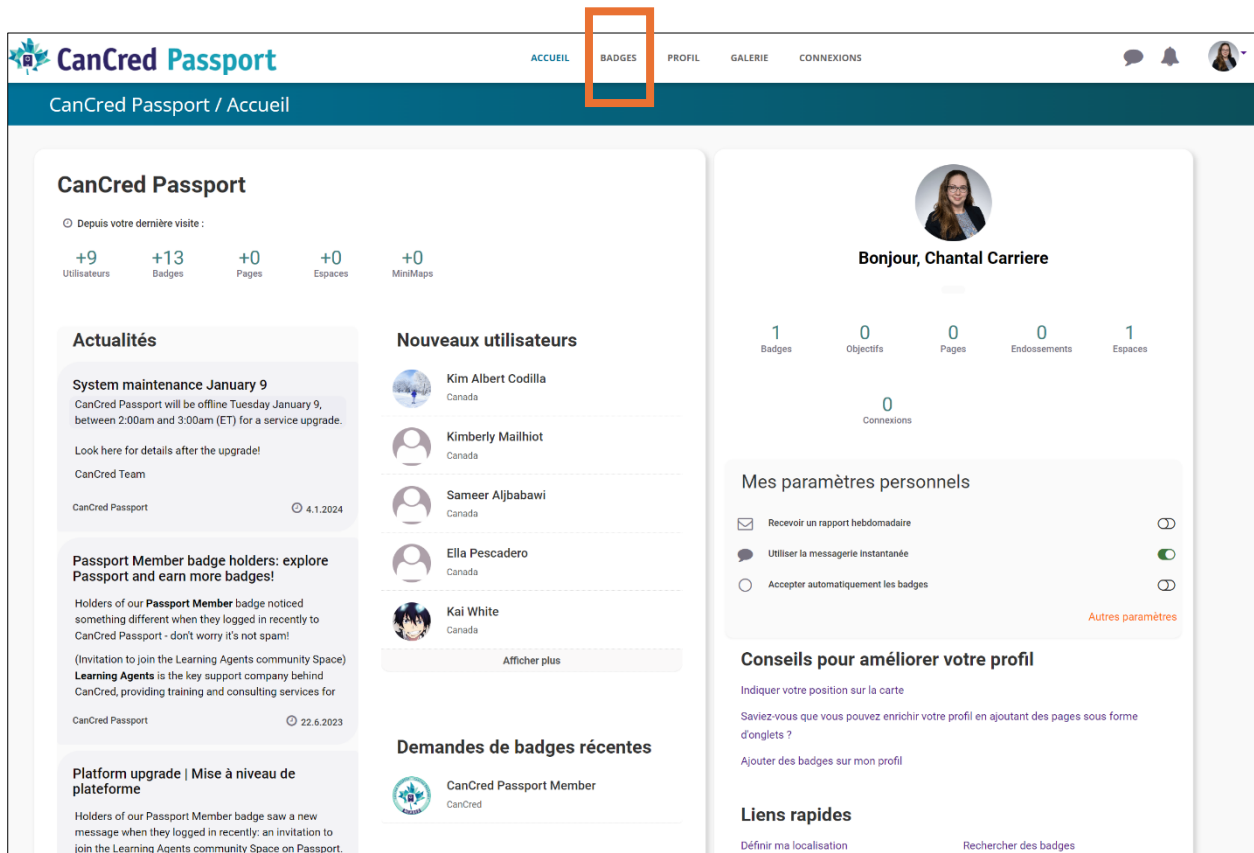 CanCred Passport
ACCUEIL BADGES PROFIL GALERIE CONNEXIONS
CanCred Passport / Accueil
CanCred Passport
Depuis votre dernière visite :
+9 +13 +0 +0 +0
Utilisateurs Badges Pages Espaces MiniMaps
Actualités
System maintenance January 9
CanCred Passport will be offline Tuesday January 9,
between 2:00am and 3:00am (ET) for a service upgrade.
Look here for details after the upgrade!
CanCred Team
CanCred Passport 4.1.2024
Passport Member badge holders: explore
Passport and earn more badges!
Holders of our Passport Member badge noticed
something different when they logged in recently to
CanCred Passport - don't worry it's not spam!
(Invitation to join the Learning Agents community Space)
Learning Agents is the key support company behind
CanCred, providing training and consulting services for
CanCred Passport 22.6.2023
Platform upgrade | Mise à niveau de
plateforme
Holders of our Passport Member badge saw a new
message when they logged in recently: an invitation to
join the Learning Agents community Space on Passport.
Nouveaux utilisateurs
Kim Albert Codilla
Canada
Kimberly Mailhiot
Canada
Sameer Aljbabawi
Canada
Ella Pescadero
Canada
Kai White
Canada
Afficher plus
Demandes de badges récentes
CanCred Passport Member
CanCred
Bonjour, Chantal Carriere
1 0 0 0 1
Badges Objectifs Pages Endossements Espaces
0
Connexions
Mes paramètres personnels
Recevoir un rapport hebdomadaire
Utiliser la messagerie instantanée
Accepter automatiquement les badges
Autres paramètres
Conseils pour améliorer votre profil
Indiquer votre position sur la carte
Saviez-vous que vous pouvez enrichir votre profil en ajoutant des pages sous forme
d'onglets ?
Ajouter des badges sur mon profil
Liens rapides
Définir ma localisation Rechercher des badges